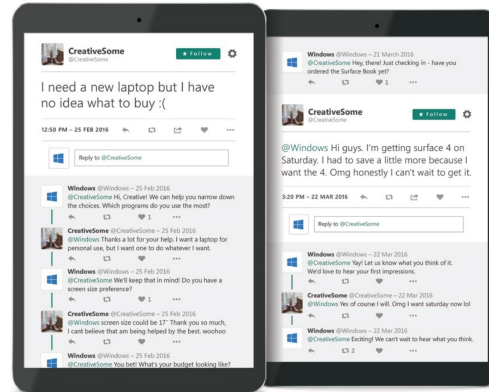 CreativeSome
@CreativeSome
★ Follow
I need a new laptop but I have
no idea what to buy :(
12:50 PM – 25 FEB 2016
Reply to @CreativeSome
Windows @Windows – 25 Feb 2016
@CreativeSome Hi, Creative! We can help you narrow down
the choices. Which programs do you use the most?
1
CreativeSome @CreativeSome – 25 Feb 2016
@Windows Thanks a lot for your help. I want a laptop for
personal use, but I want one to do whatever I want.
Windows @Windows – 25 Feb 2016
@CreativeSome We'll keep that in mind! Do you have a
screen size preference?
1
CreativeSome @CreativeSome – 25 Feb 2016
@Windows screen size could be 17" Thank you so much,
I cant believe that am being helped by the best, woohoo
Windows @Windows – 25 Feb 2016
@CreativeSome You bet! What's your budget looking like?
Windows @Windows – 21 March 2016
@CreativeSome Hey, there! Just checking in - have you
ordered the Surface Book yet?
1
CreativeSome
@CreativeSome
★ Follow
@Windows Hi guys. I'm getting surface 4 on
Saturday. I had to save a little more because I
want the 4. Omg honestly I can't wait to get it.
3:20 PM – 22 MAR 2016
Reply to @CreativeSome
Windows @Windows – 22 Mar 2016
@CreativeSome Yay! Let us know what you think of it.
We'd love to hear your first impressions.
CreativeSome @CreativeSome – 22 Mar 2016
@Windows Yes of course I will. Omg I want saturday now lol
Windows @Windows – 22 Mar 2016
@CreativeSome Exciting! We can't wait to hear what you think.
2